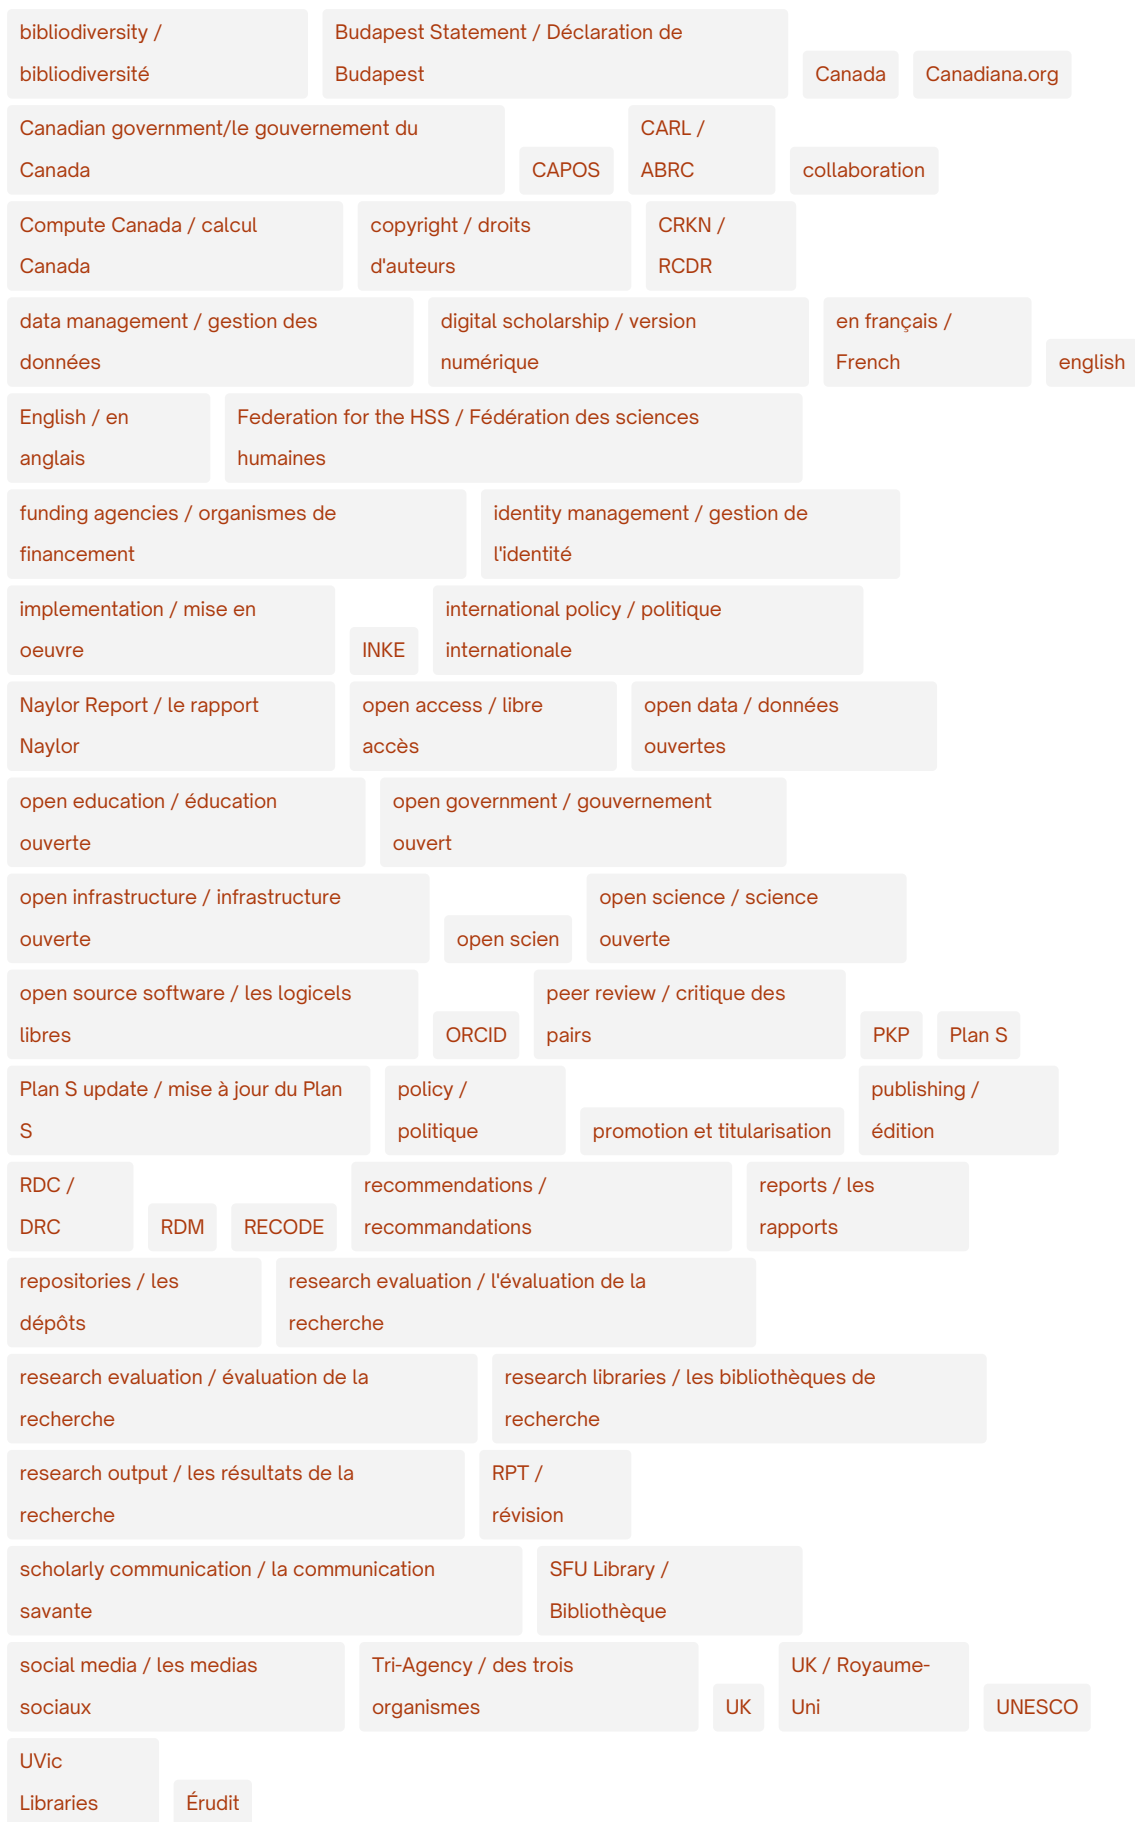 bibliodiversity /
bibliodiversité
Budapest Statement / Déclaration de
Budapest
Canada
Canadiana.org
Canadian government/le gouvernement du
Canada
CAPOS
CARL /
ABRC
collaboration
Compute Canada / calcul
Canada
copyright / droits
d'auteurs
CRKN /
RCDR
data management / gestion des
données
digital scholarship / version
numérique
en français /
French
english
English / en
anglais
Federation for the HSS / Fédération des sciences
humaines
funding agencies / organismes de
financement
identity management / gestion de
l'identité
implementation / mise en
oeuvre
INKE
international policy / politique
internationale
Naylor Report / le rapport
Naylor
open access / libre
accès
open data / données
ouvertes
open education / éducation
ouverte
open government / gouvernement
ouvert
open infrastructure / infrastructure
ouverte
open scien
open science / science
ouverte
open source software / les logicels
libres
ORCID
peer review / critique des
pairs
PKP
Plan S
Plan S update / mise à jour du Plan
S
policy /
politique
promotion et titularisation
publishing /
édition
RDC /
DRC
RDM
RECODE
recommendations /
recommandations
reports / les
rapports
repositories / les
dépôts
research evaluation / l'évaluation de la
recherche
research evaluation / évaluation de la
recherche
research libraries / les bibliothèques de
recherche
research output / les résultats de la
recherche
RPT /
révision
scholarly communication / la communication
savante
SFU Library /
Bibliothèque
social media / les medias
sociaux
Tri-Agency / des trois
organismes
UK
UK / Royaume-
Uni
UNESCO
UVic
Libraries
Érudit